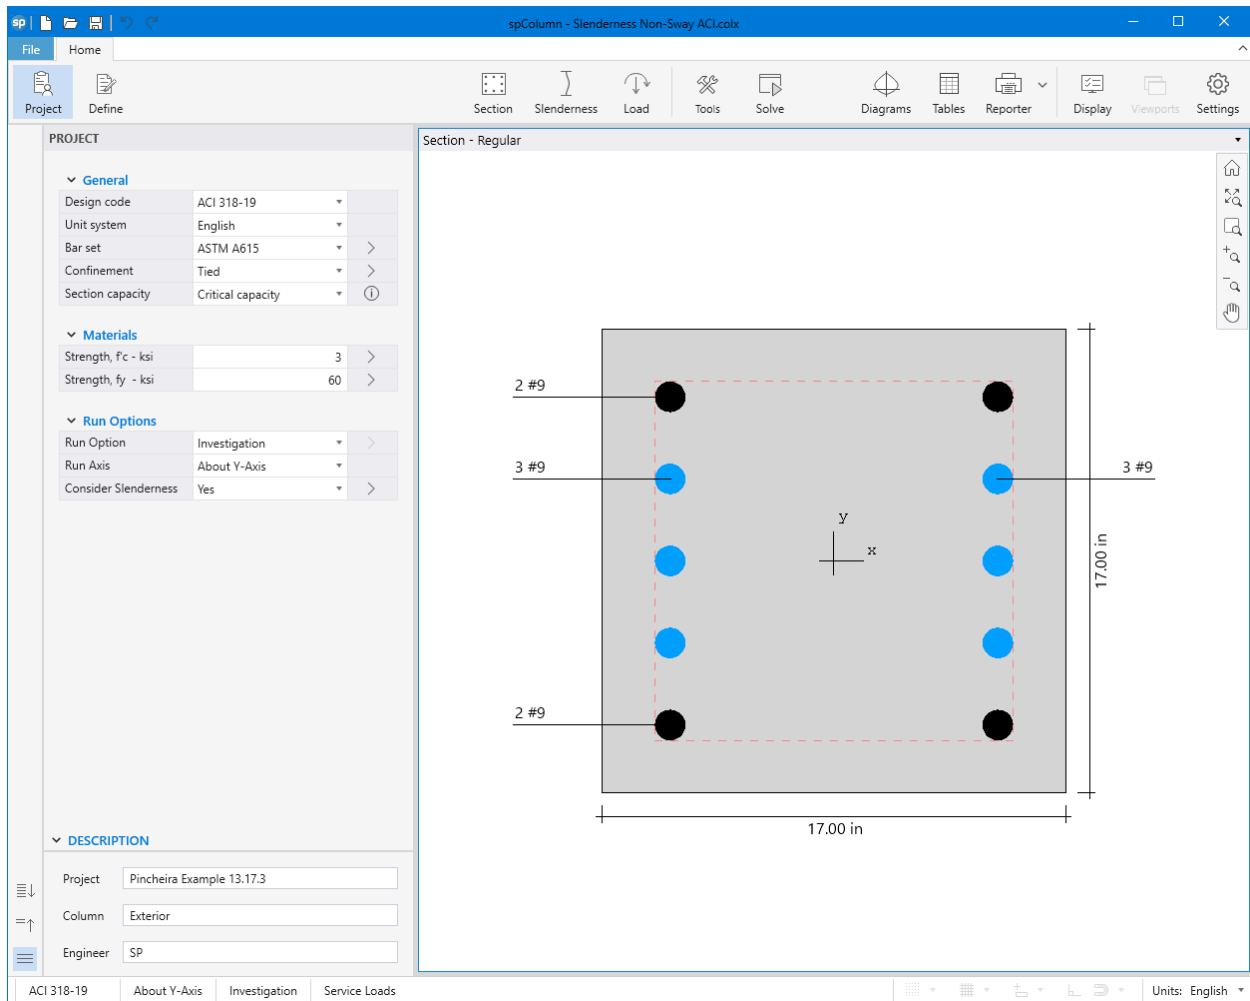 sp spColumn - Slenderness Non-Sway ACI.colx
File Home
Project Define Section Slenderness Load Tools Solve Diagrams Tables Reporter Display Viewports Settings
PROJECT
General
Design code ACI 318-19
Unit system English
Bar set ASTM A615
Confinement Tied
Section capacity Critical capacity
Materials
Strength, f'c - ksi 3
Strength, fy - ksi 60
Run Options
Run Option Investigation
Run Axis About Y-Axis
Consider Slenderness Yes
DESCRIPTION
Project Pincheira Example 13.17.3
Column Exterior
Engineer SP
Section - Regular
2 #9
3 #9
3 #9
y
x
17.00 in
2 #9
17.00 in
ACI 318-19 About Y-Axis Investigation Service Loads Units: English